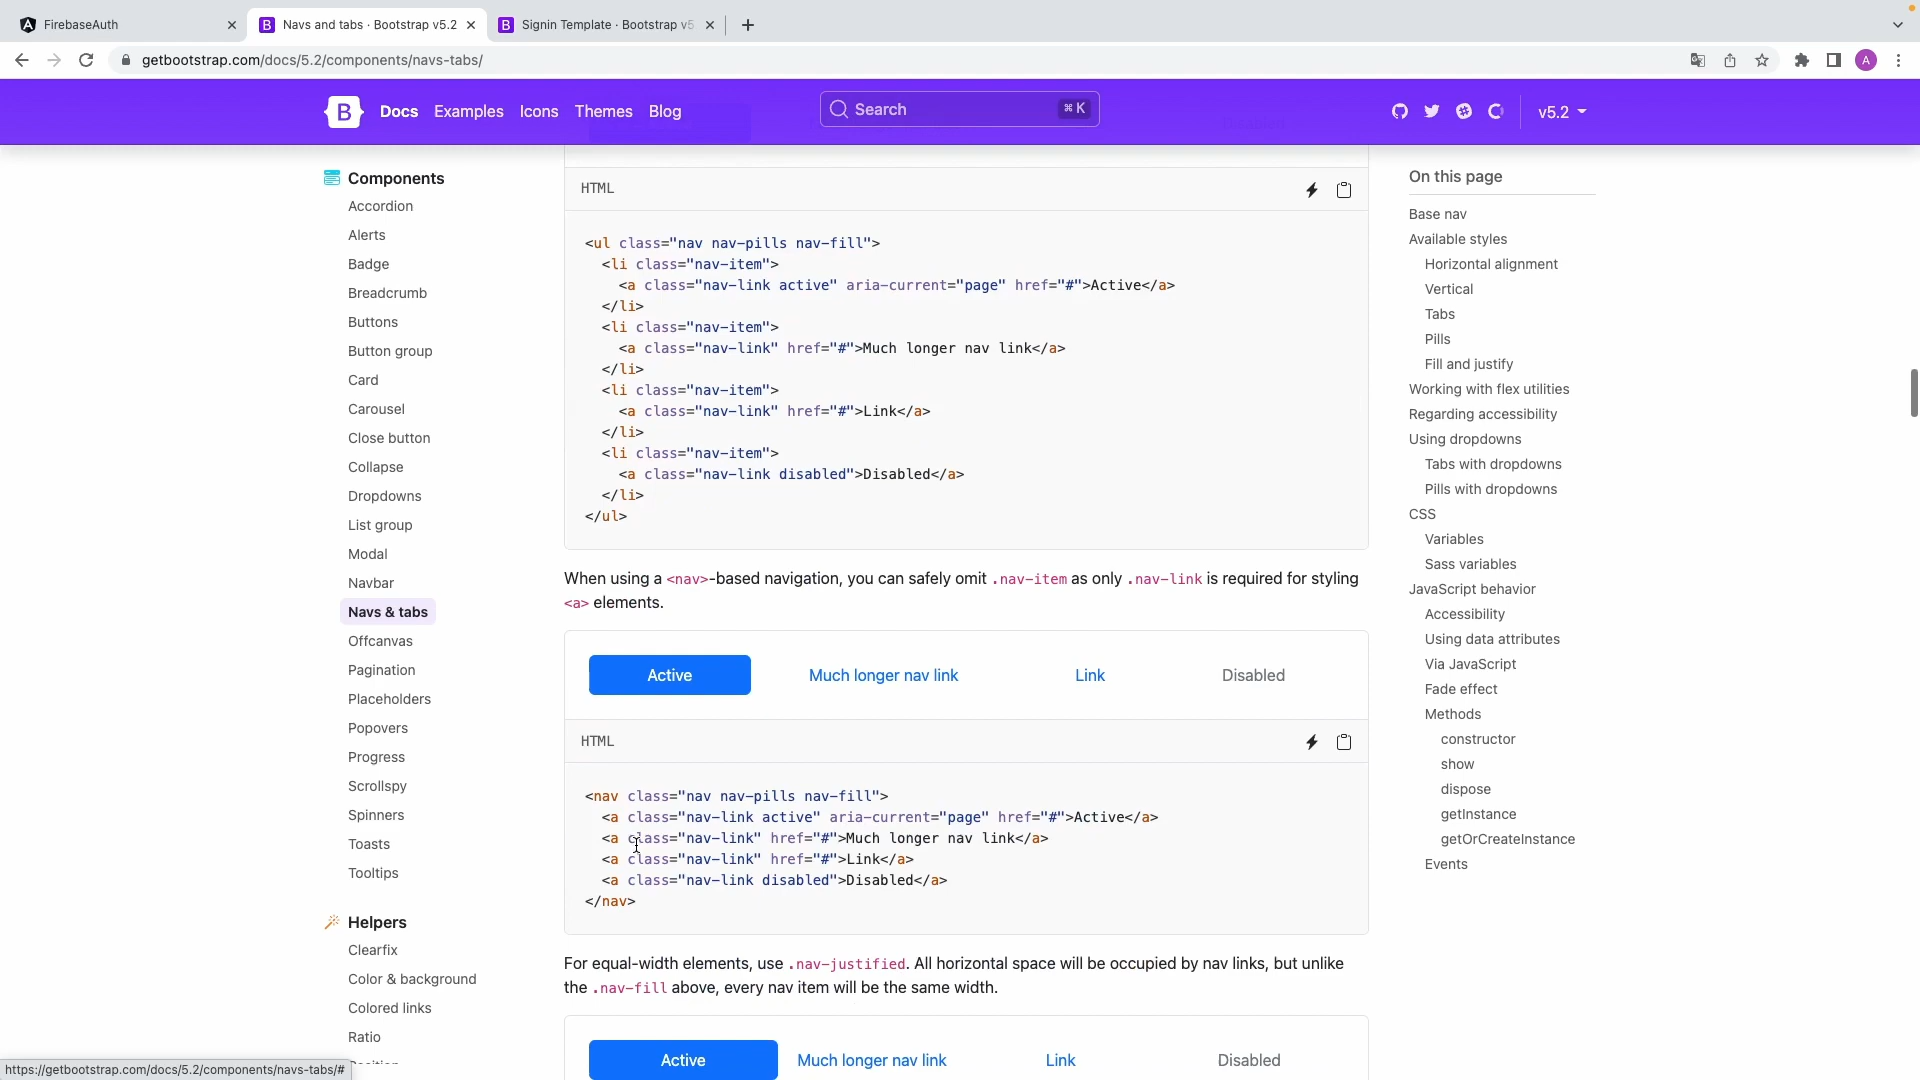 FirebaseAuth
Navs and tabs · Bootstrap v5.2
Signin Template · Bootstrap v5
getbootstrap.com/docs/5.2/components/navs-tabs/
A
B Docs Examples Icons Themes Blog
Search ⌘ K
v5.2
Components
Accordion
Alerts
Badge
Breadcrumb
Buttons
Button group
Card
Carousel
Close button
Collapse
Dropdowns
List group
Modal
Navbar
Navs & tabs
Offcanvas
Pagination
Placeholders
Popovers
Progress
Scrollspy
Spinners
Toasts
Tooltips
Helpers
Clearfix
Color & background
Colored links
Ratio
HTML
<ul class="nav nav-pills nav-fill">
<li class="nav-item">
<a class="nav-link active" aria-current="page" href="#">Active</a>
</li>
<li class="nav-item">
<a class="nav-link" href="#">Much longer nav link</a>
</li>
<li class="nav-item">
<a class="nav-link" href="#">Link</a>
</li>
<li class="nav-item">
<a class="nav-link disabled">Disabled</a>
</li>
</ul>
When using a <nav>-based navigation, you can safely omit .nav-item as only .nav-link is required for styling
<a> elements.
Active Much longer nav link Link Disabled
HTML
<nav class="nav nav-pills nav-fill">
<a class="nav-link active" aria-current="page" href="#">Active</a>
<a class="nav-link" href="#">Much longer nav link</a>
<a class="nav-link" href="#">Link</a>
<a class="nav-link disabled">Disabled</a>
</nav>
For equal-width elements, use .nav-justified. All horizontal space will be occupied by nav links, but unlike
the .nav-fill above, every nav item will be the same width.
Active Much longer nav link Link Disabled
On this page
Base nav
Available styles
Horizontal alignment
Vertical
Tabs
Pills
Fill and justify
Working with flex utilities
Regarding accessibility
Using dropdowns
Tabs with dropdowns
Pills with dropdowns
CSS
Variables
Sass variables
JavaScript behavior
Accessibility
Using data attributes
Via JavaScript
Fade effect
Methods
constructor
show
dispose
getInstance
getOrCreateInstance
Events
https://getbootstrap.com/docs/5.2/components/navs-tabs/#